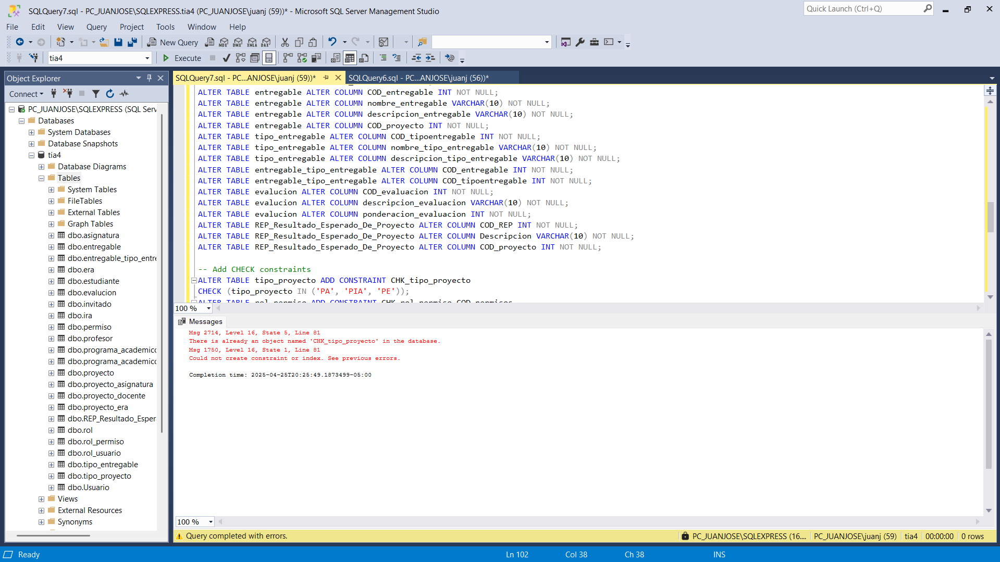 SQLQuery7.sql - PC_JUANJOSE\SQLEXPRESS.tia4 (PC_JUANJOSE\juanj (59))* - Microsoft SQL Server Management Studio
Quick Launch (Ctrl+Q)
File Edit View Query Project Tools Window Help
New Query
MDX DMX XMLA DAX
tia4
Execute
Object Explorer
Connect
PC_JUANJOSE\SQLEXPRESS (SQL Serv
Databases
System Databases
Database Snapshots
tia4
Database Diagrams
Tables
System Tables
FileTables
External Tables
Graph Tables
dbo.asignatura
dbo.entregable
dbo.entregable_tipo_entre
dbo.era
dbo.estudiante
dbo.evalucion
dbo.invitado
dbo.ira
dbo.permiso
dbo.profesor
dbo.programa_academico
dbo.programa_academico
dbo.proyecto
dbo.proyecto_asignatura
dbo.proyecto_docente
dbo.proyecto_era
dbo.REP_Resultado_Esper
dbo.rol
dbo.rol_permiso
dbo.rol_usuario
dbo.tipo_entregable
dbo.tipo_proyecto
dbo.Usuario
Views
External Resources
Synonyms
SQLQuery7.sql - PC...ANJOSE\juanj (59))*
SQLQuery6.sql - PC...ANJOSE\juanj (56))*
ALTER TABLE entregable ALTER COLUMN COD_entregable INT NOT NULL;
ALTER TABLE entregable ALTER COLUMN nombre_entregable VARCHAR(10) NOT NULL;
ALTER TABLE entregable ALTER COLUMN descripcion_entregable VARCHAR(10) NOT NULL;
ALTER TABLE entregable ALTER COLUMN COD_proyecto INT NOT NULL;
ALTER TABLE tipo_entregable ALTER COLUMN COD_tipoentregable INT NOT NULL;
ALTER TABLE tipo_entregable ALTER COLUMN nombre_tipo_entregable VARCHAR(10) NOT NULL;
ALTER TABLE tipo_entregable ALTER COLUMN descripcion_tipo_entregable VARCHAR(10) NOT NULL;
ALTER TABLE entregable_tipo_entregable ALTER COLUMN COD_entregable INT NOT NULL;
ALTER TABLE entregable_tipo_entregable ALTER COLUMN COD_tipoentregable INT NOT NULL;
ALTER TABLE evalucion ALTER COLUMN COD_evaluacion INT NOT NULL;
ALTER TABLE evalucion ALTER COLUMN descripcion_evaluacion VARCHAR(10) NOT NULL;
ALTER TABLE evalucion ALTER COLUMN ponderacion_evaluacion INT NOT NULL;
ALTER TABLE REP_Resultado_Esperado_De_Proyecto ALTER COLUMN COD_REP INT NOT NULL;
ALTER TABLE REP_Resultado_Esperado_De_Proyecto ALTER COLUMN Descripcion VARCHAR(10) NOT NULL;
ALTER TABLE REP_Resultado_Esperado_De_Proyecto ALTER COLUMN COD_proyecto INT NOT NULL;
-- Add CHECK constraints
ALTER TABLE tipo_proyecto ADD CONSTRAINT CHK_tipo_proyecto
CHECK (tipo_proyecto IN ('PA', 'PIA', 'PE'));
ALTER TABLE rol_permiso ADD CONSTRAINT CHK_rol_permiso_COD_permisos
100 %
Messages
Msg 2714, Level 16, State 5, Line 81
There is already an object named 'CHK_tipo_proyecto' in the database.
Msg 1750, Level 16, State 1, Line 81
Could not create constraint or index. See previous errors.
Completion time: 2025-04-25T20:25:49.1873499-05:00
100 %
Query completed with errors.
PC_JUANJOSE\SQLEXPRESS (16.... PC_JUANJOSE\juanj (59) tia4 00:00:00 0 rows
Ready
Ln 102 Col 38 Ch 38 INS